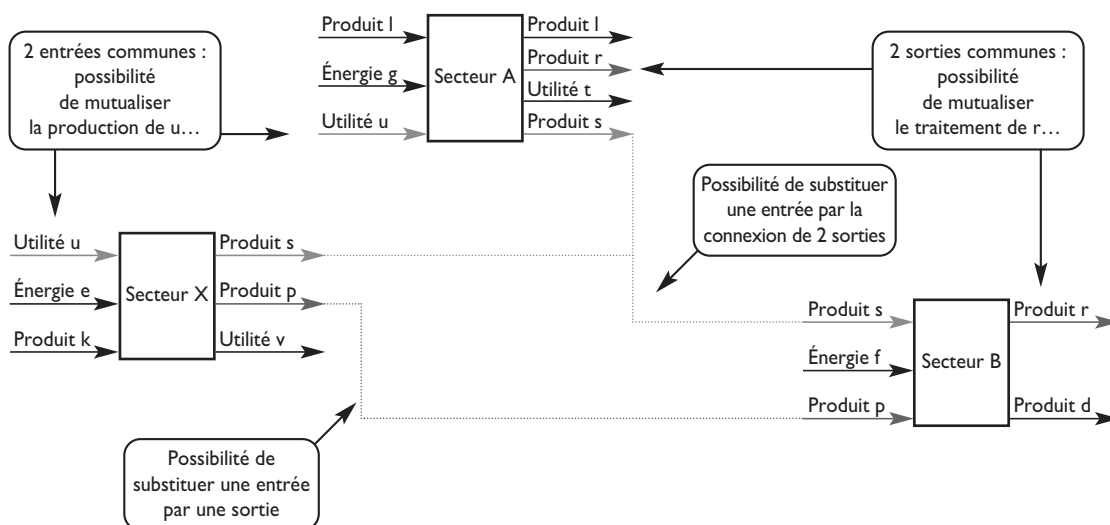 2 entrées communes :
possibilité
de mutualiser
la production de u…
Produit l
Énergie g
Utilité u
Secteur A
Produit l
Produit r
Utilité t
Produit s
2 sorties communes :
possibilité
de mutualiser
le traitement de r…
Possibilité de substituer
une entrée par la
connexion de 2 sorties
Utilité u
Énergie e
Produit k
Secteur X
Produit s
Produit p
Utilité v
Produit s
Énergie f
Produit p
Secteur B
Produit r
Produit d
Possibilité de
substituer une entrée
par une sortie